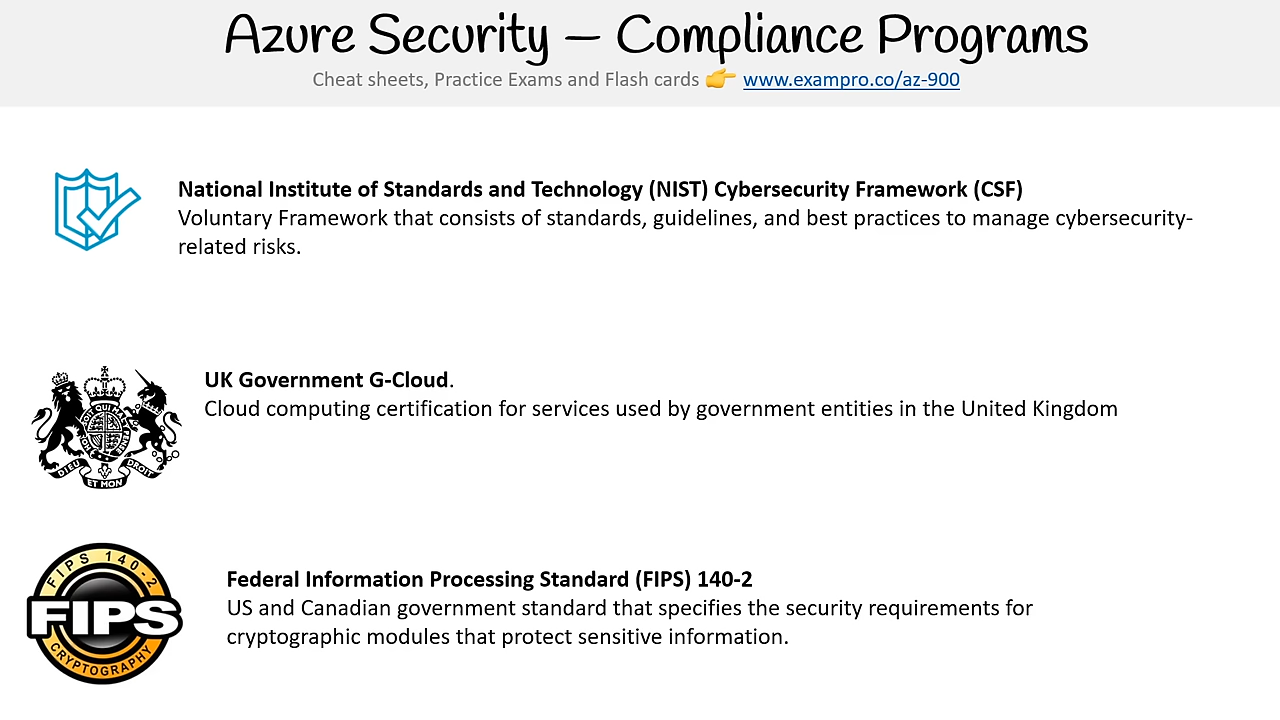 Azure Security – Compliance Programs
Cheat sheets, Practice Exams and Flash cards 👉 www.exampro.co/az-900
National Institute of Standards and Technology (NIST) Cybersecurity Framework (CSF)
Voluntary Framework that consists of standards, guidelines, and best practices to manage cybersecurity-
related risks.
UK Government G-Cloud.
Cloud computing certification for services used by government entities in the United Kingdom
DIEU ET MON DROIT
FIPS 140-2
FIPS
CRYPTOGRAPHY
Federal Information Processing Standard (FIPS) 140-2
US and Canadian government standard that specifies the security requirements for
cryptographic modules that protect sensitive information.